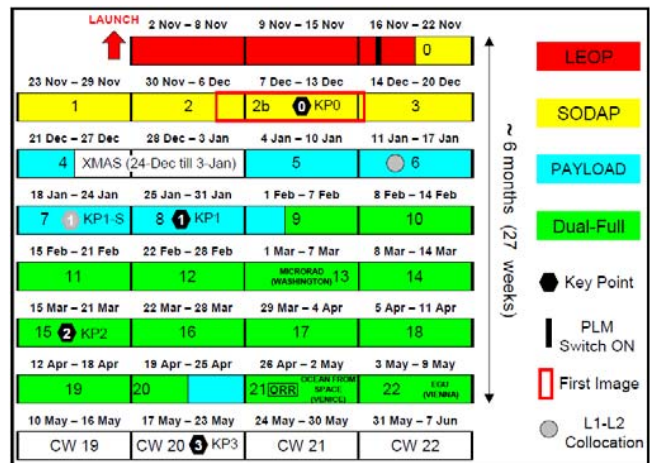 LAUNCH
2 Nov – 8 Nov 9 Nov – 15 Nov 16 Nov – 22 Nov
0
23 Nov – 29 Nov 30 Nov – 6 Dec 7 Dec – 13 Dec 14 Dec – 20 Dec
1 2 2b 0 KP0 3
21 Dec – 27 Dec 28 Dec – 3 Jan 4 Jan – 10 Jan 11 Jan – 17 Jan
4 XMAS (24-Dec till 3-Jan) 5 6
18 Jan – 24 Jan 25 Jan – 31 Jan 1 Feb – 7 Feb 8 Feb – 14 Feb
7 1 KP1-S 8 1 KP1 9 10
15 Feb – 21 Feb 22 Feb – 28 Feb 1 Mar – 7 Mar 8 Mar – 14 Mar
11 12 MICRORAD (WASHINGTON) 13 14
15 Mar – 21 Mar 22 Mar – 28 Mar 29 Mar – 4 Apr 5 Apr – 11 Apr
15 2 KP2 16 17 18
12 Apr – 18 Apr 19 Apr – 25 Apr 26 Apr – 2 May 3 May – 9 May
19 20 21 ORR OCEAN FROM SPACE (VENICE) 22 EGU (VIENNA)
10 May – 16 May 17 May – 23 May 24 May – 30 May 31 May – 7 Jun
CW 19 CW 20 3 KP3 CW 21 CW 22
~ 6 months (27 weeks)
LEOP
SODAP
PAYLOAD
Dual-Full
Key Point
PLM
Switch ON
First Image
L1-L2
Collocation